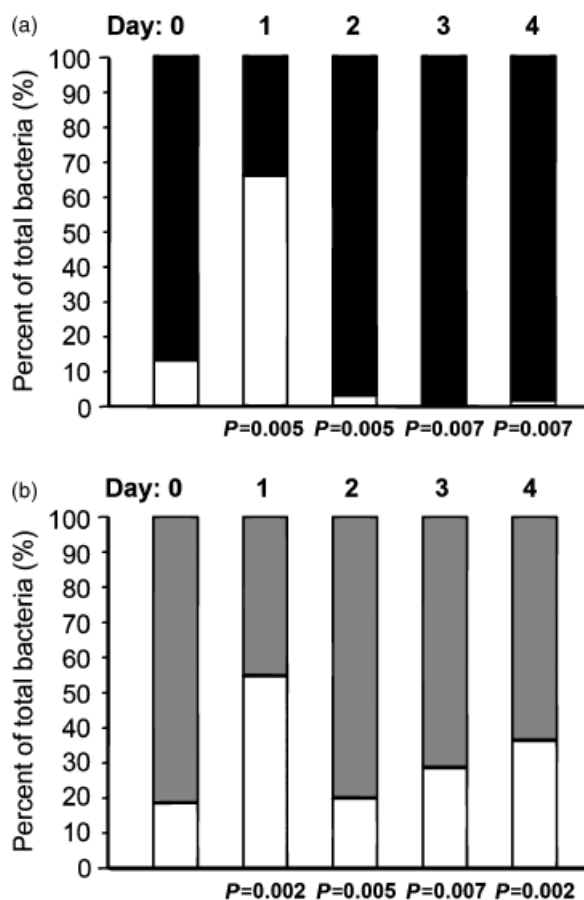 (a)
Day: 0 1 2 3 4
Percent of total bacteria (%)
100
90
80
70
60
50
40
30
20
10
0
P=0.005 P=0.005 P=0.007 P=0.007
(b)
Day: 0 1 2 3 4
Percent of total bacteria (%)
100
90
80
70
60
50
40
30
20
10
0
P=0.002 P=0.005 P=0.007 P=0.002